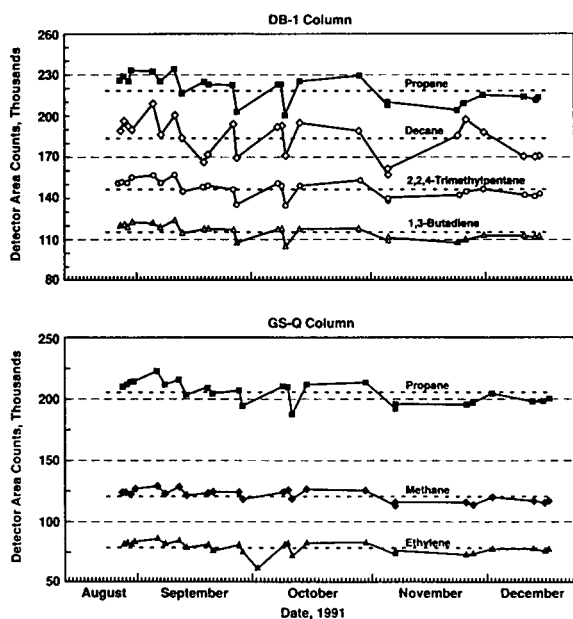 DB-1 Column
Detector Area Counts, Thousands
260
230
200
170
140
110
80
Propane
Decane
2,2,4-Trimethylpentane
1,3-Butadiene
GS-Q Column
Detector Area Counts, Thousands
250
200
150
100
75
50
Propane
Methane
Ethylene
August
September
October
November
December
Date, 1991